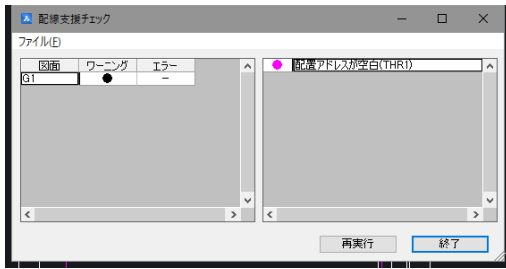 配線支援チェック
ファイル(F)
図面 ワーニング エラー
G1 ● −
● 配置アドレスが空白(THR1)
再実行 終了